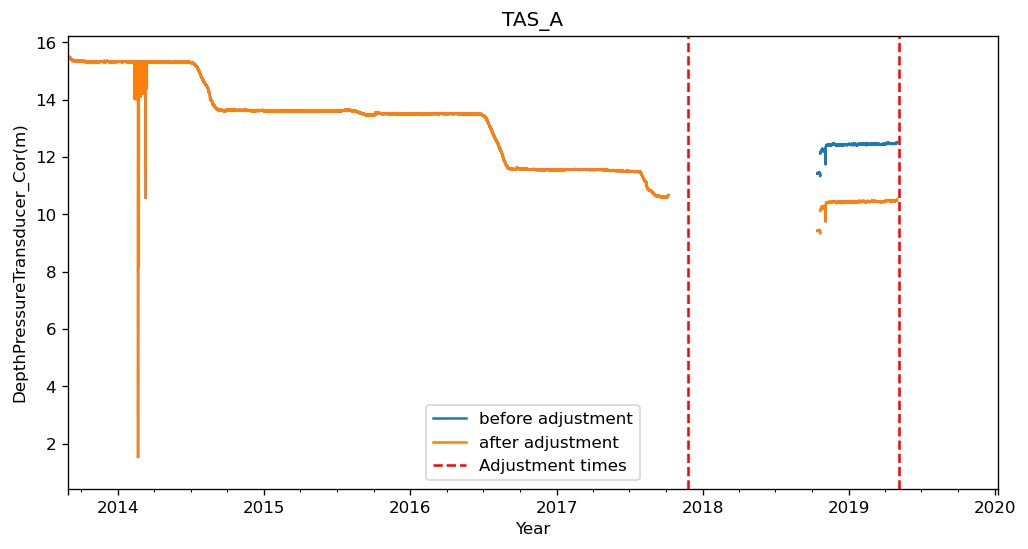 TAS_A
DepthPressureTransducer_Cor(m)
16
14
12
10
8
6
4
2
before adjustment
after adjustment
Adjustment times
2014 2015 2016 2017 2018 2019 2020
Year